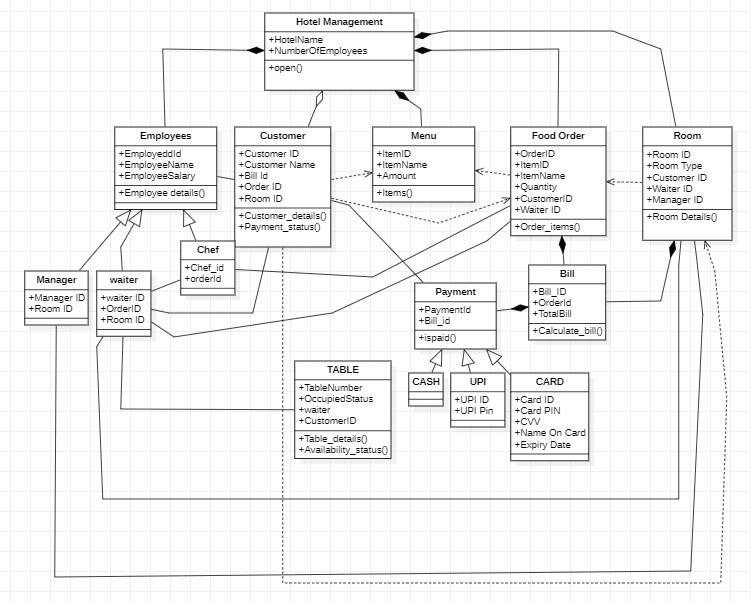 Hotel Management
+HotelName
+NumberOfEmployees
+open()
Employees
+EmployeddId
+EmployeeName
+EmployeeSalary
+Employee details()
Customer
+Customer ID
+Customer Name
+Bill Id
+Order ID
+Room ID
+Customer_details()
+Payment_status()
Menu
+ItemID
+ItemName
+Amount
+Items()
Food Order
+OrderID
+ItemID
+ItemName
+Quantity
+CustomerID
+Waiter ID
+Order_items()
Room
+Room ID
+Room Type
+Customer ID
+Waiter ID
+Manager ID
+Room Details()
Chef
+Chef_id
+orderId
Manager
+Manager ID
+Room ID
waiter
+waiter ID
+OrderID
+Room ID
Payment
+PaymentId
+Bill_id
+ispaid()
Bill
+Bill_ID
+OrderId
+TotalBill
+Calculate_bill()
TABLE
+TableNumber
+OccupiedStatus
+waiter
+CustomerID
+Table_details()
+Availability_status()
CASH
UPI
+UPI ID
+UPI Pin
CARD
+Card ID
+Card PIN
+CVV
+Name On Card
+Expiry Date